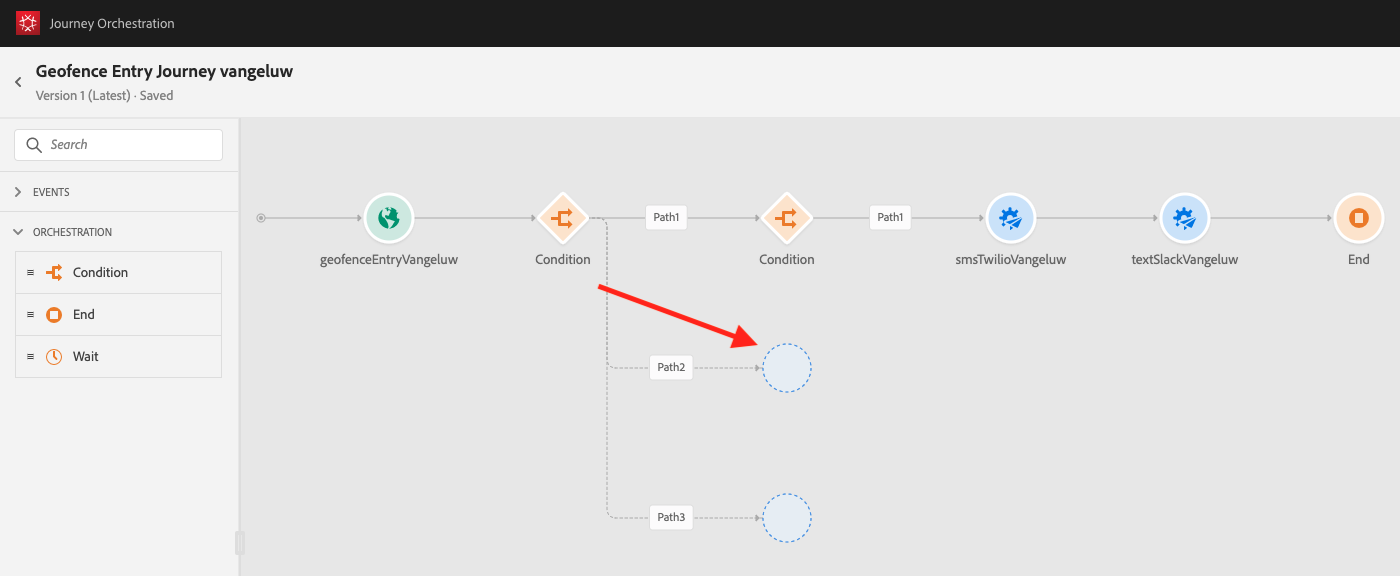 Journey Orchestration
Geofence Entry Journey vangeluw
Version 1 (Latest) · Saved
Search
EVENTS
ORCHESTRATION
Condition
End
Wait
Path1
Path1
geofenceEntryVangeluw
Condition
Condition
smsTwilioVangeluw
textSlackVangeluw
End
Path2
Path3